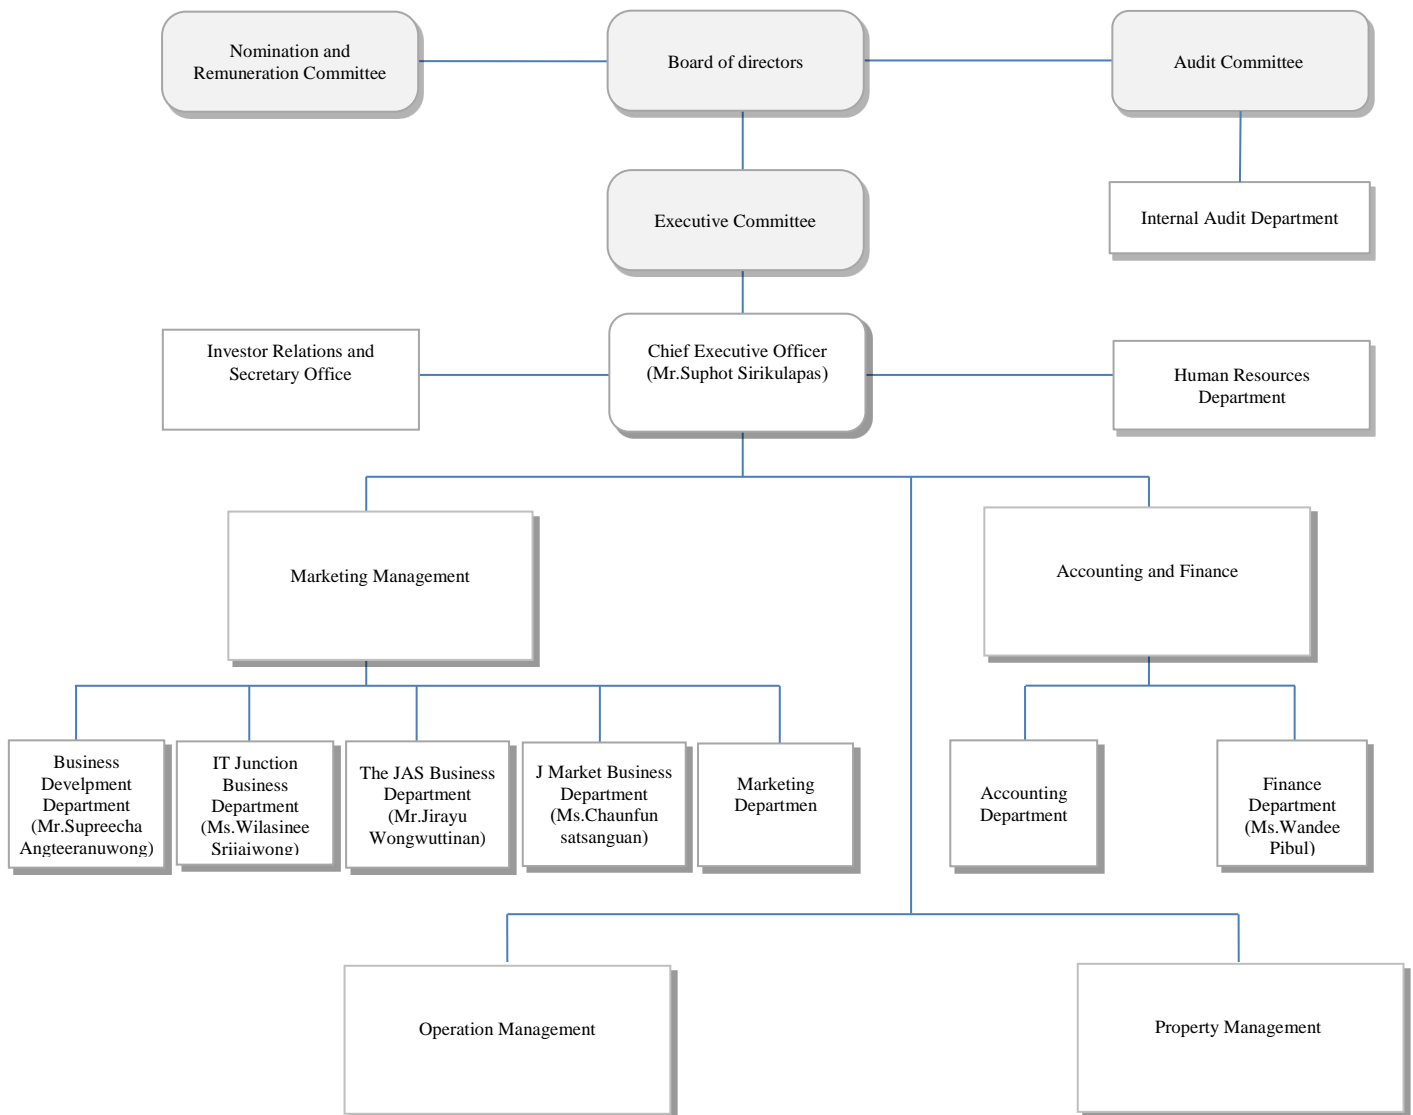 Nomination and
Remuneration Committee
Board of directors
Audit Committee
Executive Committee
Internal Audit Department
Investor Relations and
Secretary Office
Chief Executive Officer
(Mr.Suphot Sirikulapas)
Human Resources
Department
Marketing Management
Accounting and Finance
Business
Develpment
Department
(Mr.Supreecha
Angteeranuwong)
IT Junction
Business
Department
(Ms.Wilasinee
Srijaiwong)
The JAS Business
Department
(Mr.Jirayu
Wongwuttinan)
J Market Business
Department
(Ms.Chaunfun
satsanguan)
Marketing
Departmen
Accounting
Department
Finance
Department
(Ms.Wandee
Pibul)
Operation Management
Property Management